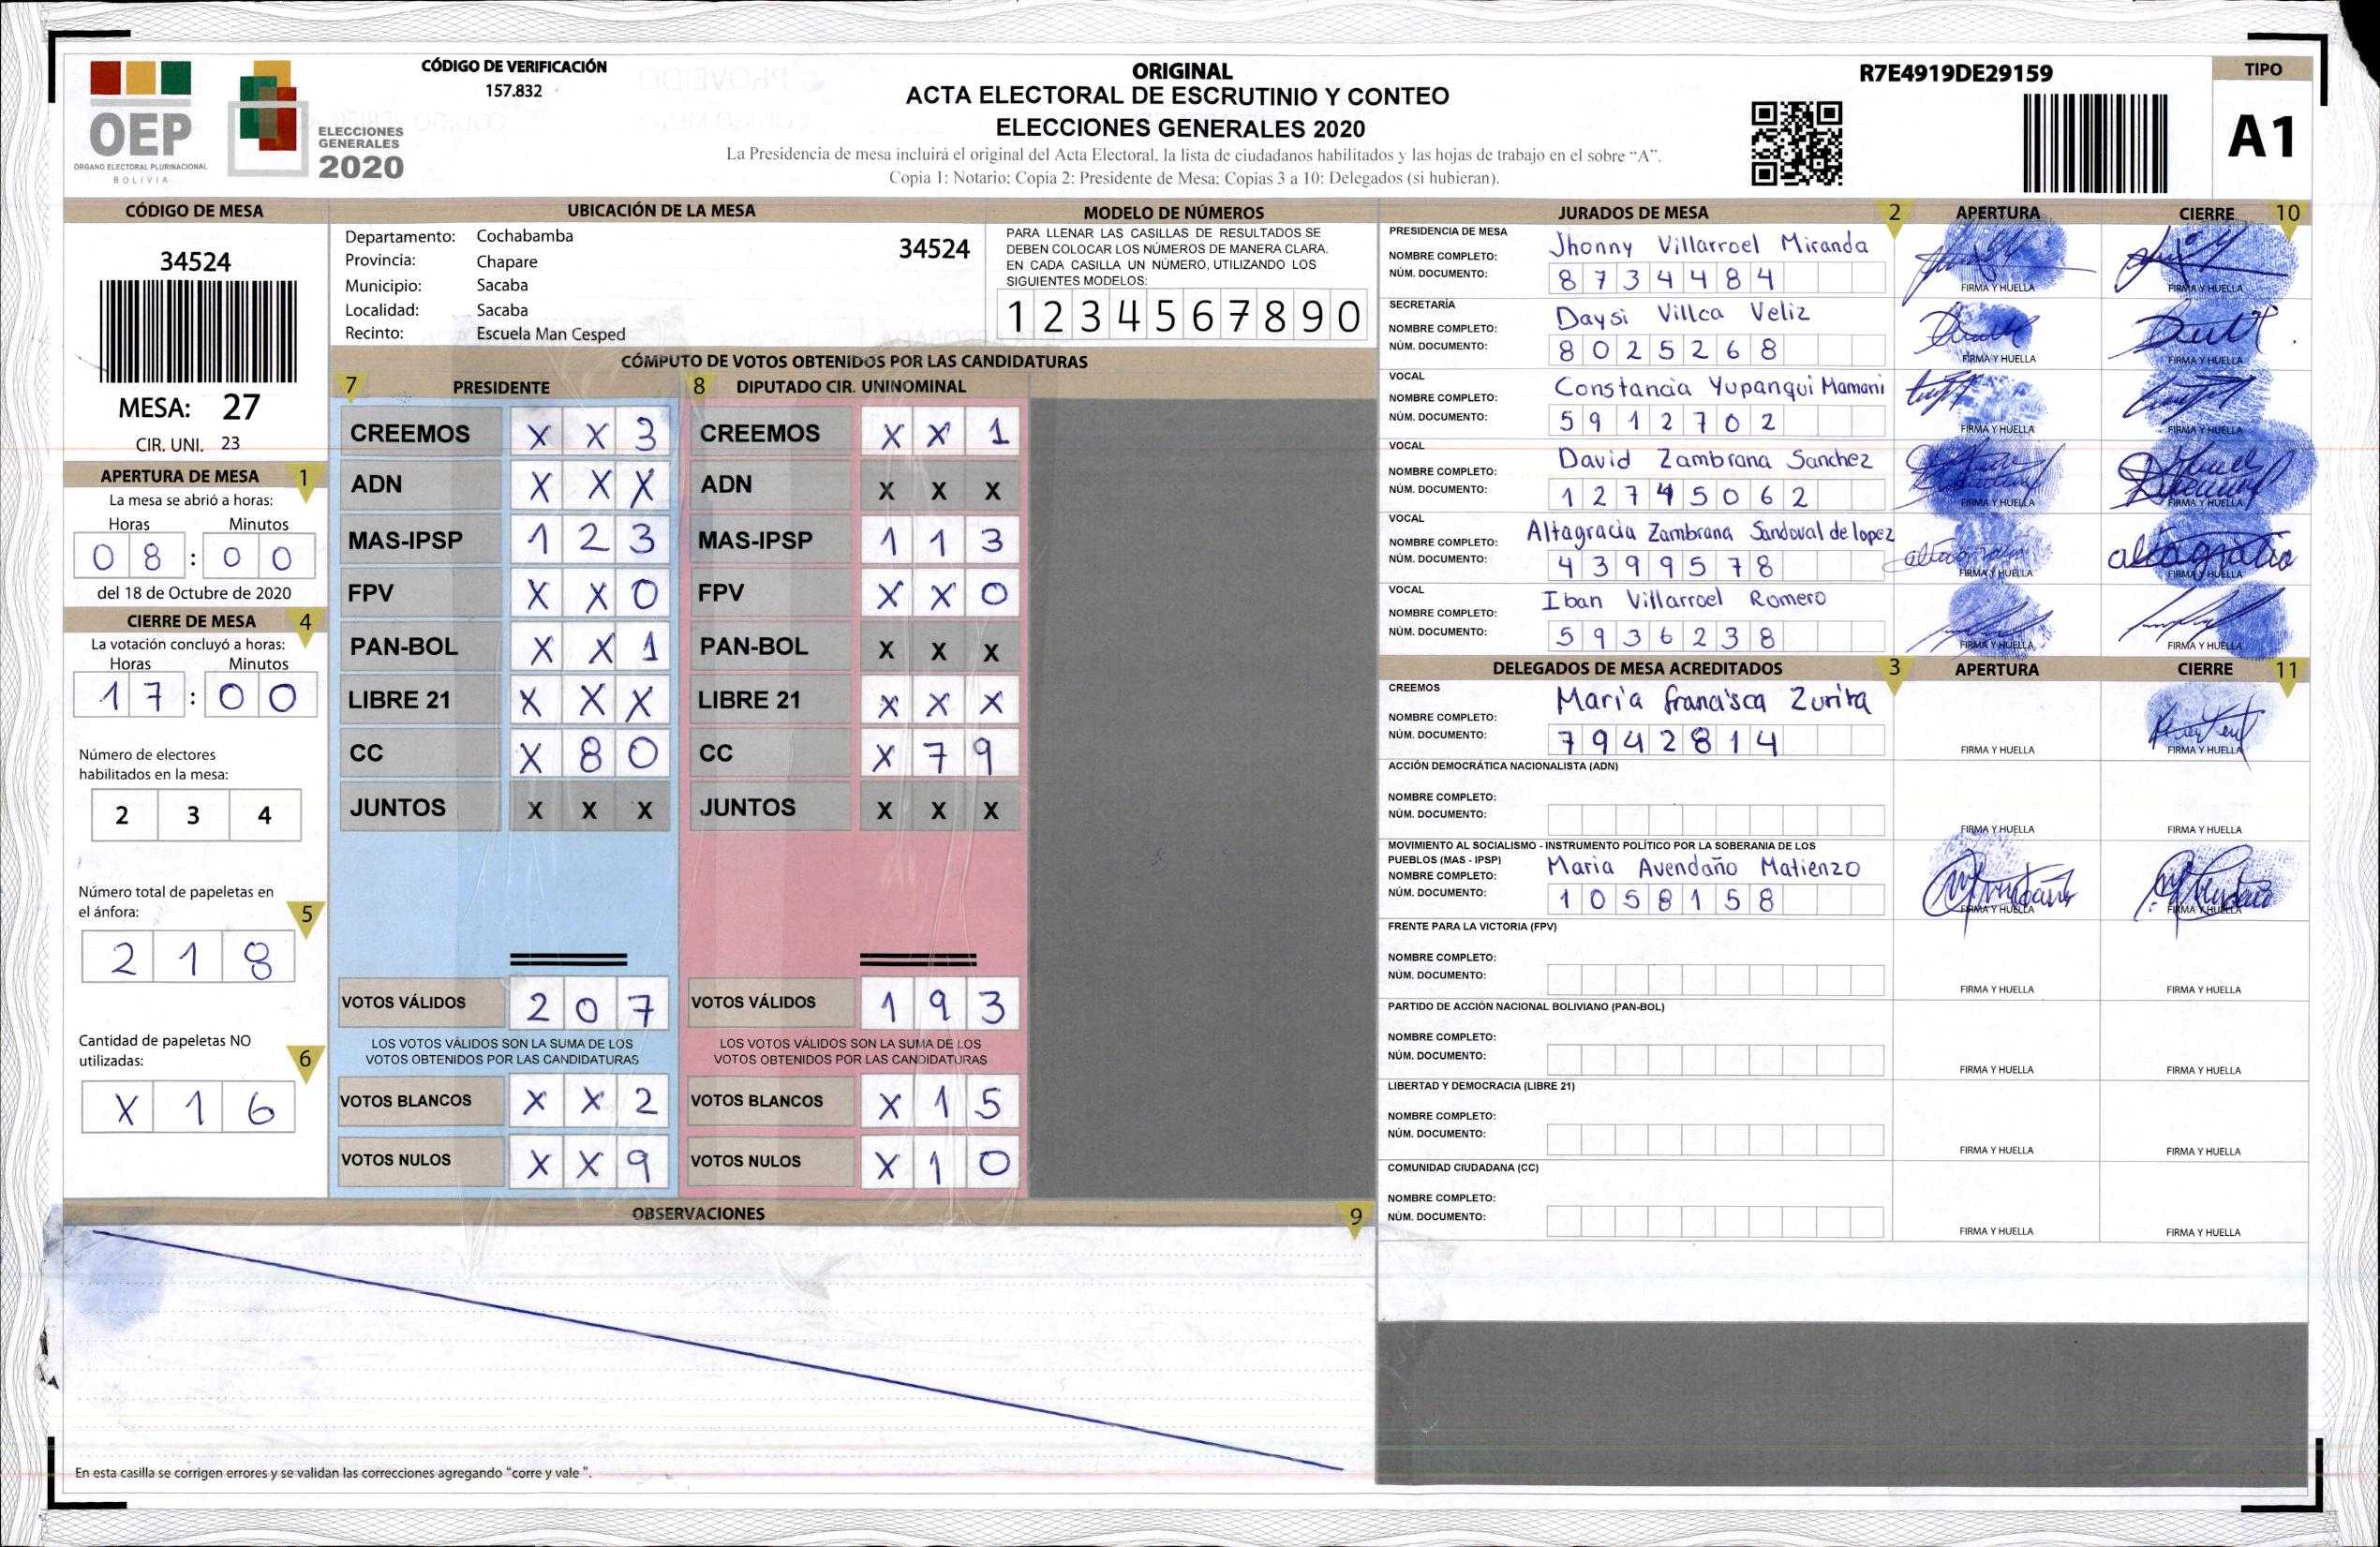 OEP
ÓRGANO ELECTORAL PLURINACIONAL
BOLIVIA
ELECCIONES
GENERALES
2020
CÓDIGO DE VERIFICACIÓN
157.832
ORIGINAL
ACTA ELECTORAL DE ESCRUTINIO Y CONTEO
ELECCIONES GENERALES 2020
La Presidencia de mesa incluirá el original del Acta Electoral, la lista de ciudadanos habilitados y las hojas de trabajo en el sobre “A”.
Copia 1: Notario: Copia 2: Presidente de Mesa: Copias 3 a 10: Delegados (si hubieran).
R7E4919DE29159
TIPO
A1
CÓDIGO DE MESA
34524
MESA: 27
CIR. UNI. 23
APERTURA DE MESA 1
La mesa se abrió a horas:
Horas Minutos
0 8 : 0 0
del 18 de Octubre de 2020
CIERRE DE MESA 4
La votación concluyó a horas:
Horas Minutos
1 7 : 0 0
Número de electores
habilitados en la mesa:
2 3 4
Número total de papeletas en
el ánfora: 5
2 1 8
Cantidad de papeletas NO
utilizadas: 6
X 1 6
UBICACIÓN DE LA MESA
Departamento: Cochabamba 34524
Provincia: Chapare
Municipio: Sacaba
Localidad: Sacaba
Recinto: Escuela Man Cesped
MODELO DE NÚMEROS
PARA LLENAR LAS CASILLAS DE RESULTADOS SE
DEBEN COLOCAR LOS NÚMEROS DE MANERA CLARA.
EN CADA CASILLA UN NÚMERO, UTILIZANDO LOS
SIGUIENTES MODELOS:
1 2 3 4 5 6 7 8 9 0
CÓMPUTO DE VOTOS OBTENIDOS POR LAS CANDIDATURAS
7 PRESIDENTE 8 DIPUTADO CIR. UNINOMINAL
CREEMOS X X 3 CREEMOS X X 1
ADN X X X ADN X X X
MAS-IPSP 1 2 3 MAS-IPSP 1 1 3
FPV X X 0 FPV X X 0
PAN-BOL X X 1 PAN-BOL X X X
LIBRE 21 X X X LIBRE 21 X X X
CC X 8 0 CC X 7 9
JUNTOS X X X JUNTOS X X X
VOTOS VÁLIDOS 2 0 7 VOTOS VÁLIDOS 1 9 3
LOS VOTOS VÁLIDOS SON LA SUMA DE LOS LOS VOTOS VÁLIDOS SON LA SUMA DE LOS
VOTOS OBTENIDOS POR LAS CANDIDATURAS VOTOS OBTENIDOS POR LAS CANDIDATURAS
VOTOS BLANCOS X X 2 VOTOS BLANCOS X 1 5
VOTOS NULOS X X 9 VOTOS NULOS X 1 0
OBSERVACIONES 9
En esta casilla se corrigen errores y se validan las correcciones agregando “corre y vale ”.
JURADOS DE MESA 2 APERTURA CIERRE 10
PRESIDENCIA DE MESA
NOMBRE COMPLETO: Jhonny Villarroel Miranda
NÚM. DOCUMENTO: 8 7 3 4 4 8 4 FIRMA Y HUELLA FIRMA Y HUELLA
SECRETARÍA
NOMBRE COMPLETO: Daysi Villca Veliz
NÚM. DOCUMENTO: 8 0 2 5 2 6 8 FIRMA Y HUELLA FIRMA Y HUELLA
VOCAL
NOMBRE COMPLETO: Constancia Yupanqui Mamani
NÚM. DOCUMENTO: 5 9 1 2 7 0 2 FIRMA Y HUELLA FIRMA Y HUELLA
VOCAL
NOMBRE COMPLETO: David Zambrana Sanchez
NÚM. DOCUMENTO: 1 2 7 4 5 0 6 2 FIRMA Y HUELLA FIRMA Y HUELLA
VOCAL
NOMBRE COMPLETO: Altagracia Zambrana Sandoval de lopez
NÚM. DOCUMENTO: 4 3 9 9 5 7 8 FIRMA Y HUELLA altagracia FIRMA Y HUELLA
VOCAL
NOMBRE COMPLETO: Iban Villarroel Romero
NÚM. DOCUMENTO: 5 9 3 6 2 3 8 FIRMA Y HUELLA FIRMA Y HUELLA
DELEGADOS DE MESA ACREDITADOS 3 APERTURA CIERRE 11
CREEMOS
NOMBRE COMPLETO: Maria francisca Zurita
NÚM. DOCUMENTO: 7 9 4 2 8 1 4 FIRMA Y HUELLA FIRMA Y HUELLA
ACCIÓN DEMOCRÁTICA NACIONALISTA (ADN)
NOMBRE COMPLETO:
NÚM. DOCUMENTO: FIRMA Y HUELLA FIRMA Y HUELLA
MOVIMIENTO AL SOCIALISMO - INSTRUMENTO POLÍTICO POR LA SOBERANIA DE LOS
PUEBLOS (MAS - IPSP)
NOMBRE COMPLETO: Maria Avendaño Matienzo
NÚM. DOCUMENTO: 1 0 5 8 1 5 8 FIRMA Y HUELLA FIRMA Y HUELLA
FRENTE PARA LA VICTORIA (FPV)
NOMBRE COMPLETO:
NÚM. DOCUMENTO: FIRMA Y HUELLA FIRMA Y HUELLA
PARTIDO DE ACCIÓN NACIONAL BOLIVIANO (PAN-BOL)
NOMBRE COMPLETO:
NÚM. DOCUMENTO: FIRMA Y HUELLA FIRMA Y HUELLA
LIBERTAD Y DEMOCRACIA (LIBRE 21)
NOMBRE COMPLETO:
NÚM. DOCUMENTO: FIRMA Y HUELLA FIRMA Y HUELLA
COMUNIDAD CIUDADANA (CC)
NOMBRE COMPLETO:
NÚM. DOCUMENTO: FIRMA Y HUELLA FIRMA Y HUELLA